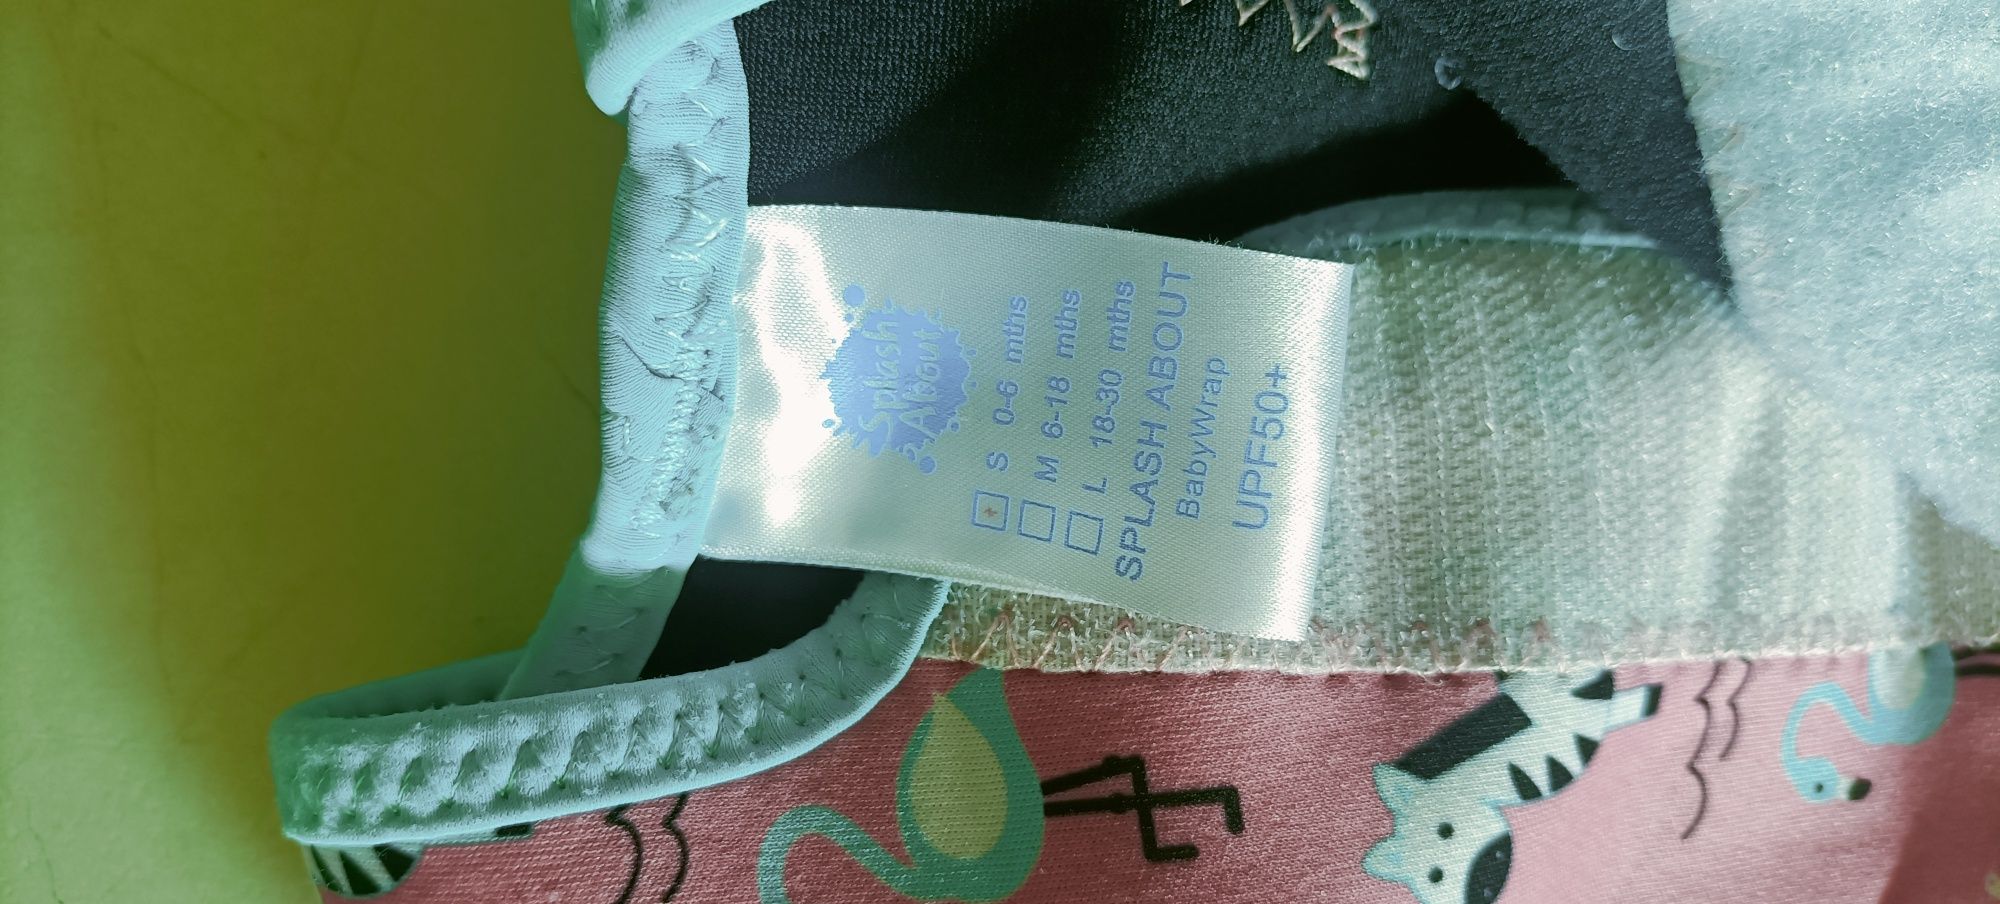 Splash
About
S 0-6 mths
M 6-18 mths
L 18-30 mths
SPLASH ABOUT
BabyWrap
UPF50+